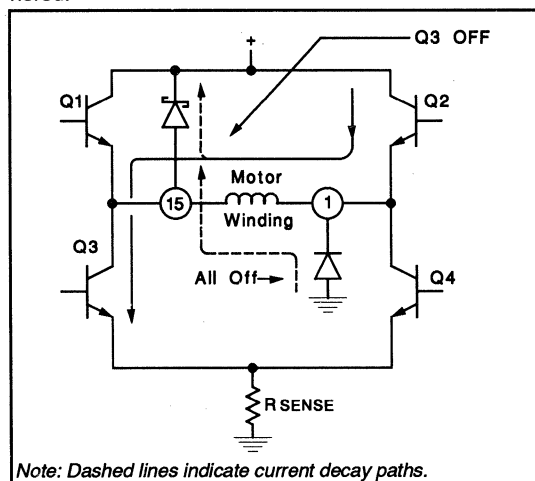 +
Q3 OFF
Q1
Q2
Motor
15
1
Winding
Q3
All Off
Q4
RSENSE
Note: Dashed lines indicate current decay paths.